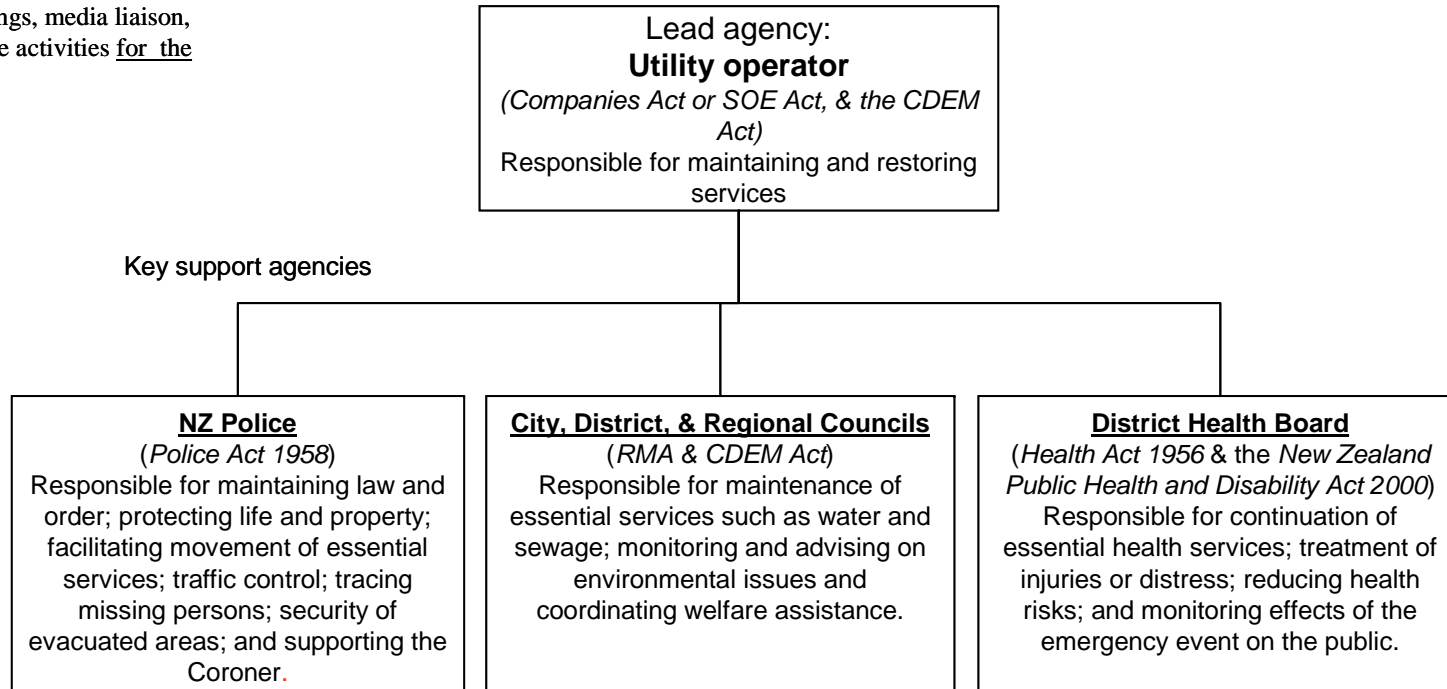 ngs, media liaison,
e activities for the
Lead agency:
Utility operator
(Companies Act or SOE Act, & the CDEM
Act)
Responsible for maintaining and restoring
services
Key support agencies
NZ Police
(Police Act 1958)
Responsible for maintaining law and
order; protecting life and property;
facilitating movement of essential
services; traffic control; tracing
missing persons; security of
evacuated areas; and supporting the
Coroner.
City, District, & Regional Councils
(RMA & CDEM Act)
Responsible for maintenance of
essential services such as water and
sewage; monitoring and advising on
environmental issues and
coordinating welfare assistance.
District Health Board
(Health Act 1956 & the New Zealand
Public Health and Disability Act 2000)
Responsible for continuation of
essential health services; treatment of
injuries or distress; reducing health
risks; and monitoring effects of the
emergency event on the public.